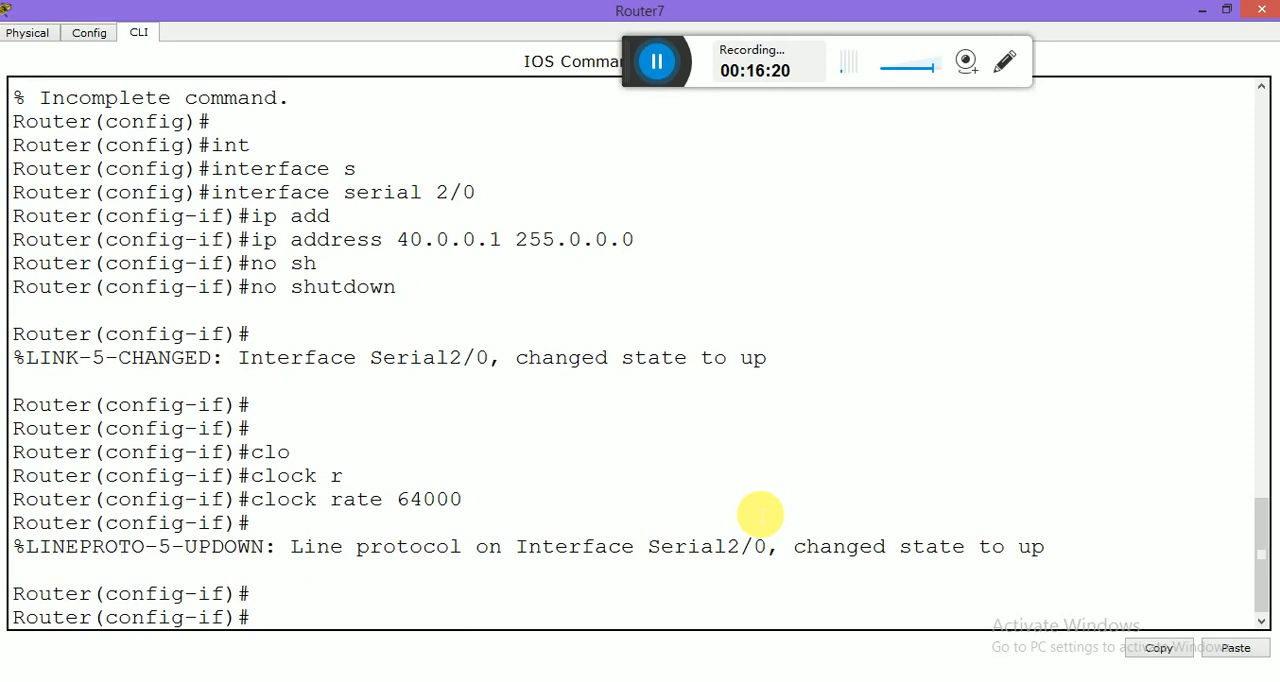 Router7
Physical
Config
CLI
Recording...
00:16:20
IOS Comma
% Incomplete command.
Router(config)#
Router(config)#int
Router(config)#interface s
Router(config)#interface serial 2/0
Router(config-if)#ip add
Router(config-if)#ip address 40.0.0.1 255.0.0.0
Router(config-if)#no sh
Router(config-if)#no shutdown
Router(config-if)#
%LINK-5-CHANGED: Interface Serial2/0, changed state to up
Router(config-if)#
Router(config-if)#
Router(config-if)#clo
Router(config-if)#clock r
Router(config-if)#clock rate 64000
Router(config-if)#
%LINEPROTO-5-UPDOWN: Line protocol on Interface Serial2/0, changed state to up
Router(config-if)#
Router(config-if)#
Activate Windows
Go to PC settings to activate Windows.
Copy
Paste